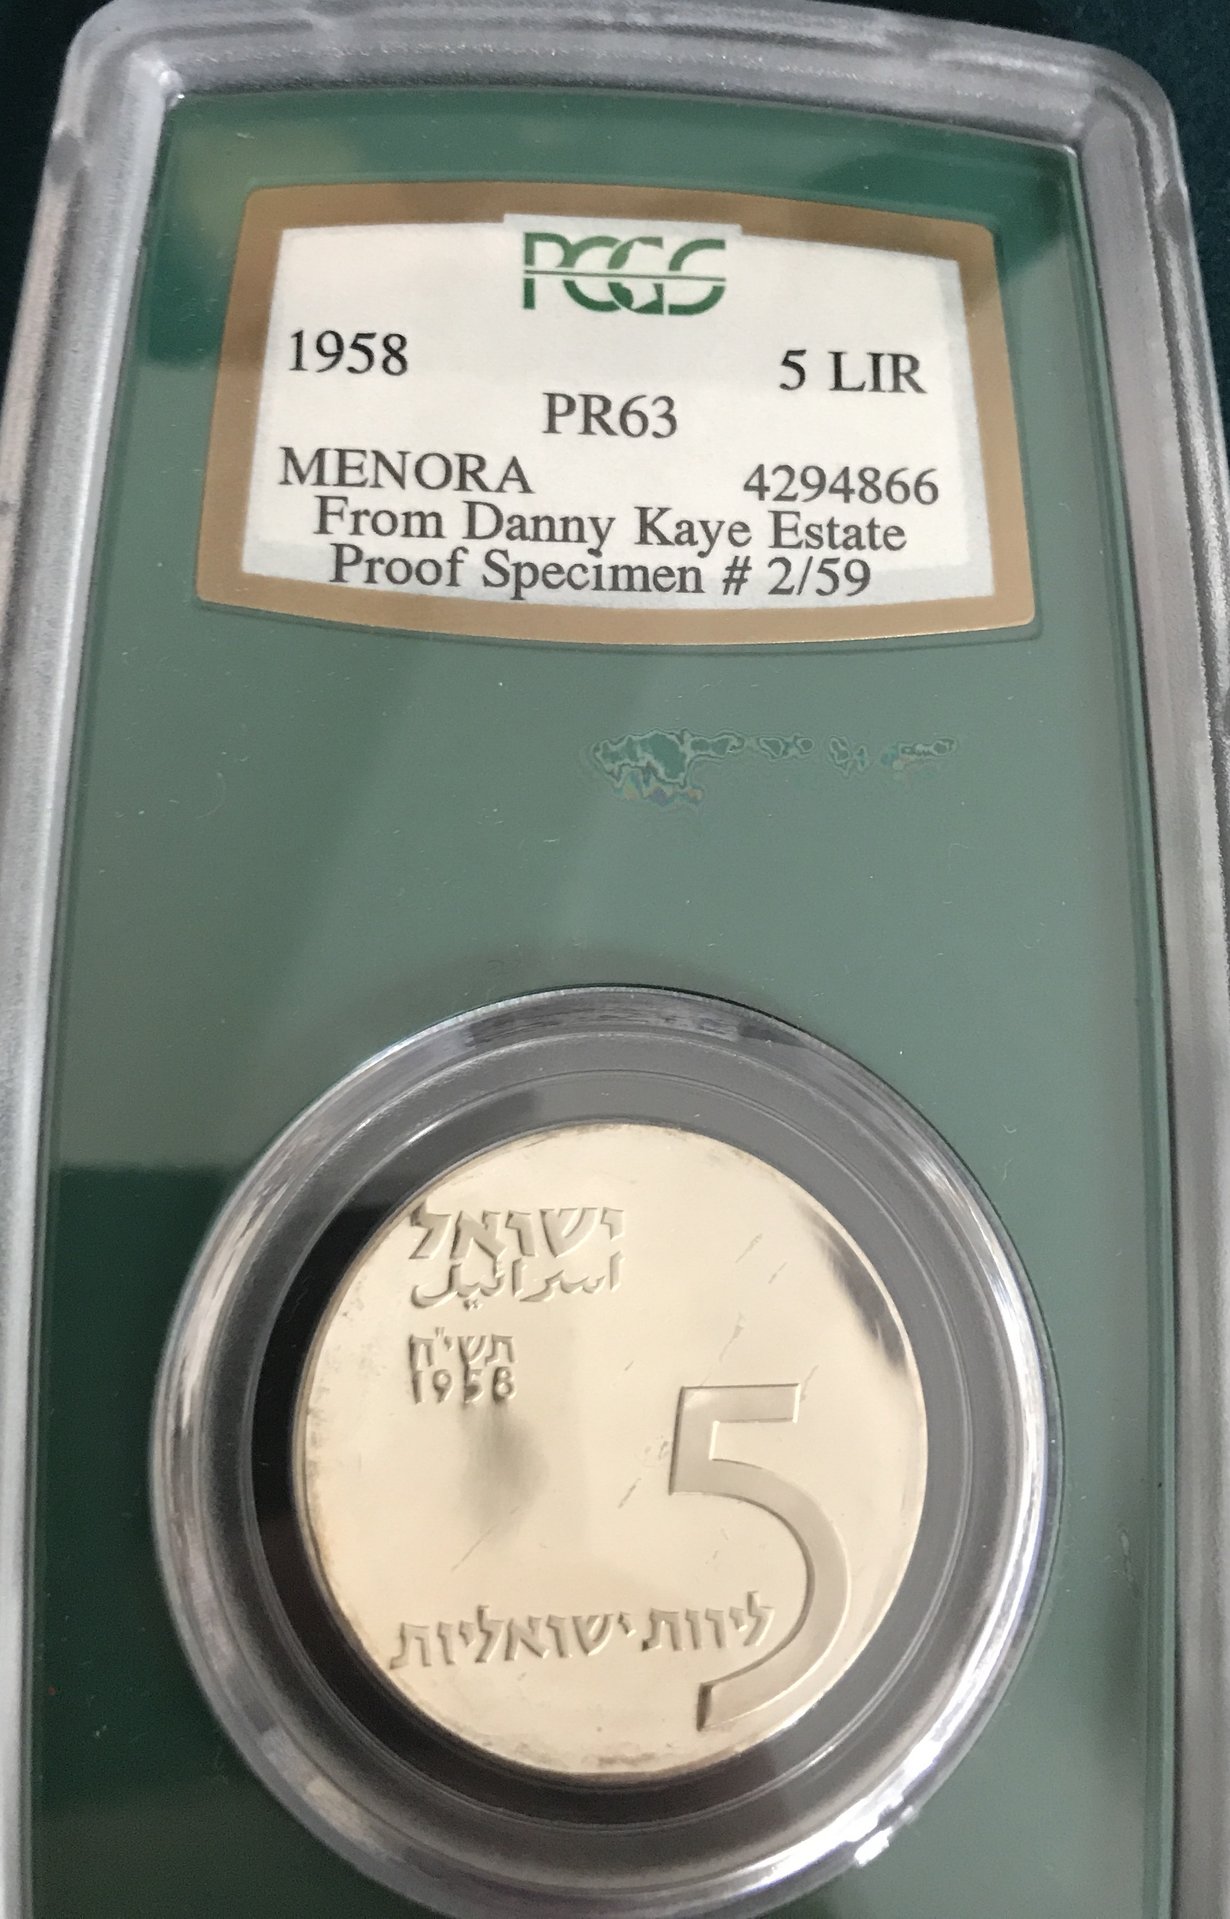 PCGS
1958 5 LIR
PR63
MENORA 4294866
From Danny Kaye Estate
Proof Specimen # 2/59
ישראל
اسرائيل
תשי"ח
1958
5
לירות ישראליות